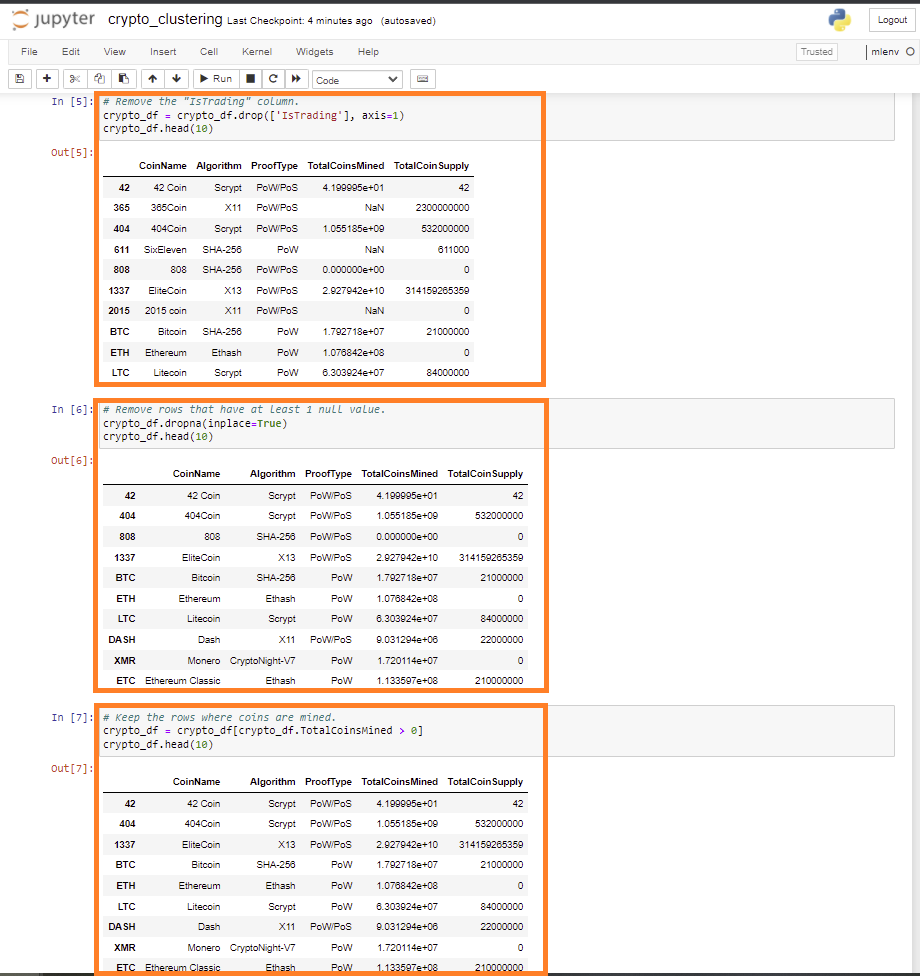 jupyter crypto_clustering Last Checkpoint: 4 minutes ago (autosaved) Logout
File Edit View Insert Cell Kernel Widgets Help Trusted mlenv
Run Code
In [5]: # Remove the "IsTrading" column.
crypto_df = crypto_df.drop(['IsTrading'], axis=1)
crypto_df.head(10)
Out[5]:
CoinName Algorithm ProofType TotalCoinsMined TotalCoinSupply
42 42 Coin Scrypt PoW/PoS 4.199995e+01 42
365 365Coin X11 PoW/PoS NaN 2300000000
404 404Coin Scrypt PoW/PoS 1.055185e+09 532000000
611 SixEleven SHA-256 PoW NaN 611000
808 808 SHA-256 PoW/PoS 0.000000e+00 0
1337 EliteCoin X13 PoW/PoS 2.927942e+10 314159265359
2015 2015 coin X11 PoW/PoS NaN 0
BTC Bitcoin SHA-256 PoW 1.792718e+07 21000000
ETH Ethereum Ethash PoW 1.076842e+08 0
LTC Litecoin Scrypt PoW 6.303924e+07 84000000
In [6]: # Remove rows that have at least 1 null value.
crypto_df.dropna(inplace=True)
crypto_df.head(10)
Out[6]:
CoinName Algorithm ProofType TotalCoinsMined TotalCoinSupply
42 42 Coin Scrypt PoW/PoS 4.199995e+01 42
404 404Coin Scrypt PoW/PoS 1.055185e+09 532000000
808 808 SHA-256 PoW/PoS 0.000000e+00 0
1337 EliteCoin X13 PoW/PoS 2.927942e+10 314159265359
BTC Bitcoin SHA-256 PoW 1.792718e+07 21000000
ETH Ethereum Ethash PoW 1.076842e+08 0
LTC Litecoin Scrypt PoW 6.303924e+07 84000000
DASH Dash X11 PoW/PoS 9.031294e+06 22000000
XMR Monero CryptoNight-V7 PoW 1.720114e+07 0
ETC Ethereum Classic Ethash PoW 1.133597e+08 210000000
In [7]: # Keep the rows where coins are mined.
crypto_df = crypto_df[crypto_df.TotalCoinsMined > 0]
crypto_df.head(10)
Out[7]:
CoinName Algorithm ProofType TotalCoinsMined TotalCoinSupply
42 42 Coin Scrypt PoW/PoS 4.199995e+01 42
404 404Coin Scrypt PoW/PoS 1.055185e+09 532000000
1337 EliteCoin X13 PoW/PoS 2.927942e+10 314159265359
BTC Bitcoin SHA-256 PoW 1.792718e+07 21000000
ETH Ethereum Ethash PoW 1.076842e+08 0
LTC Litecoin Scrypt PoW 6.303924e+07 84000000
DASH Dash X11 PoW/PoS 9.031294e+06 22000000
XMR Monero CryptoNight-V7 PoW 1.720114e+07 0
ETC Ethereum Classic Ethash PoW 1.133597e+08 210000000